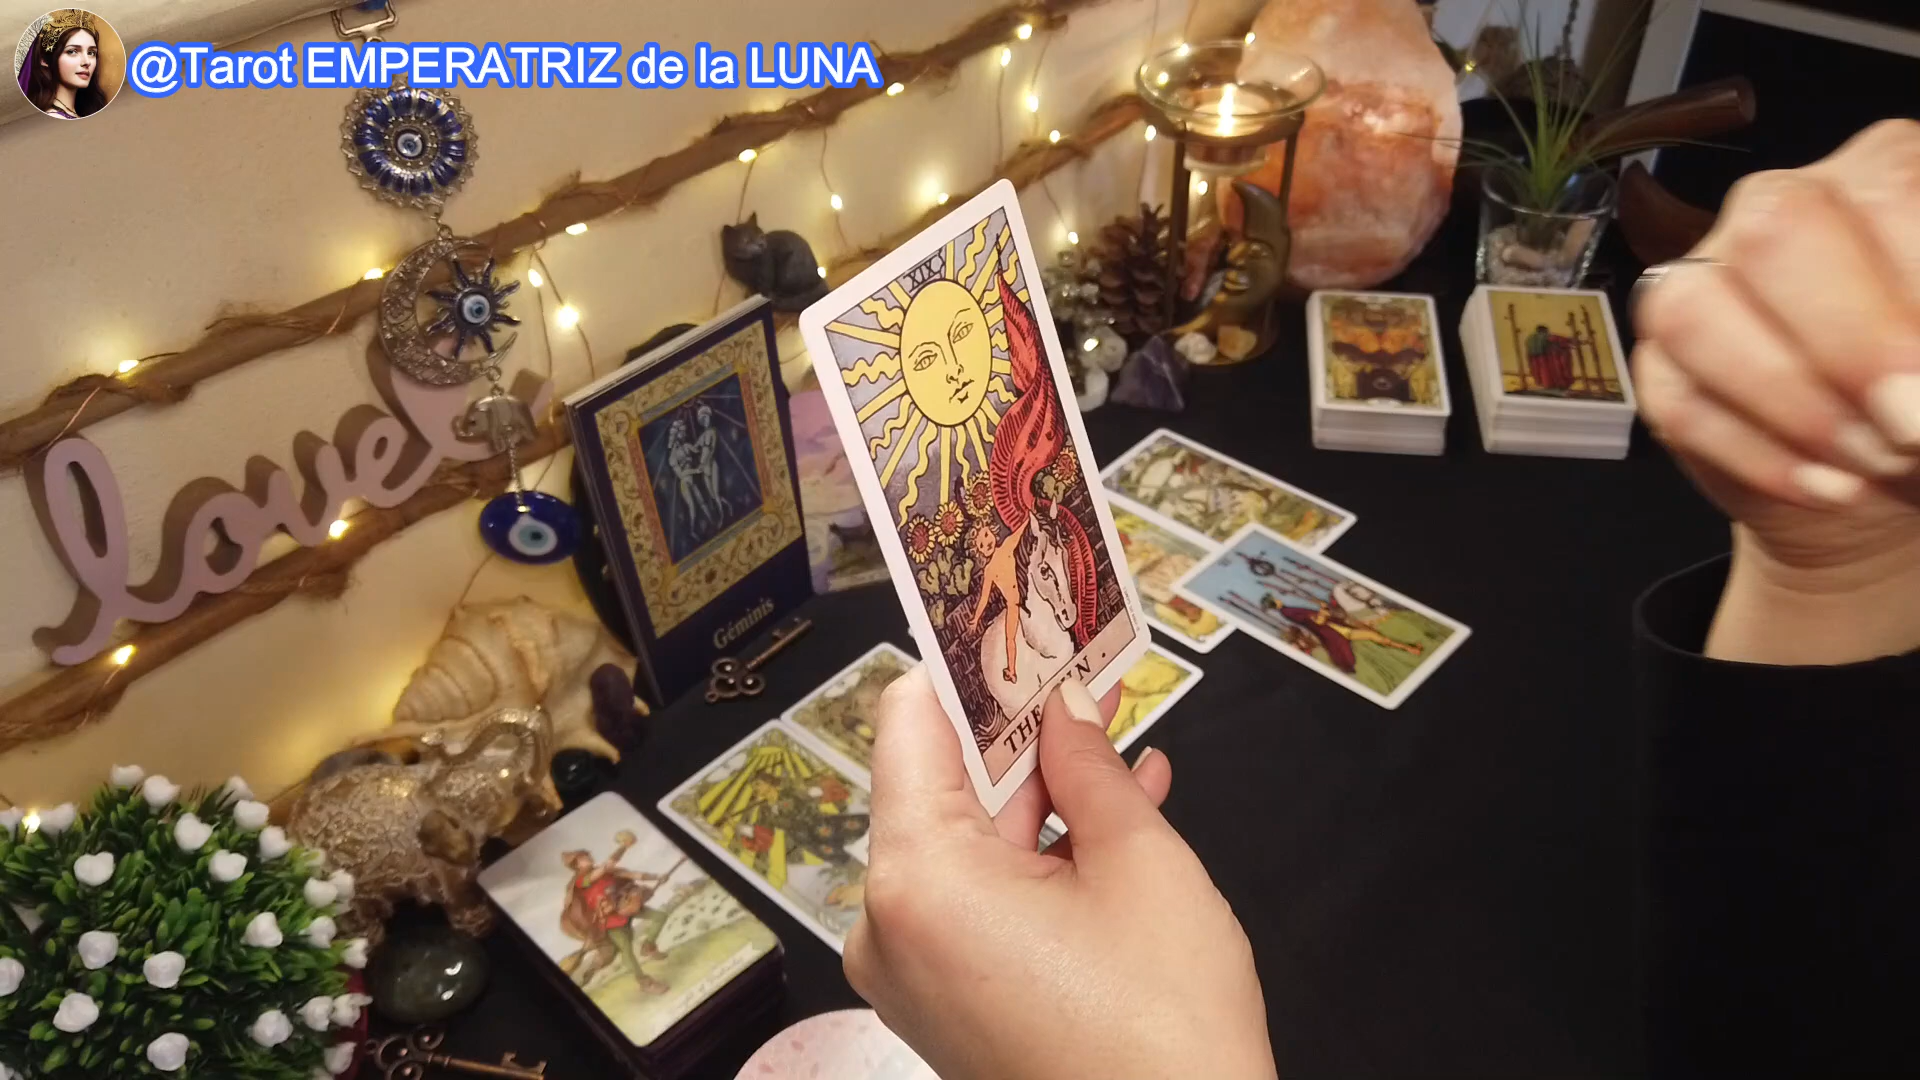 @Tarot EMPERATRIZ de la LUNA
XIX
love
Géminis
THE SUN .